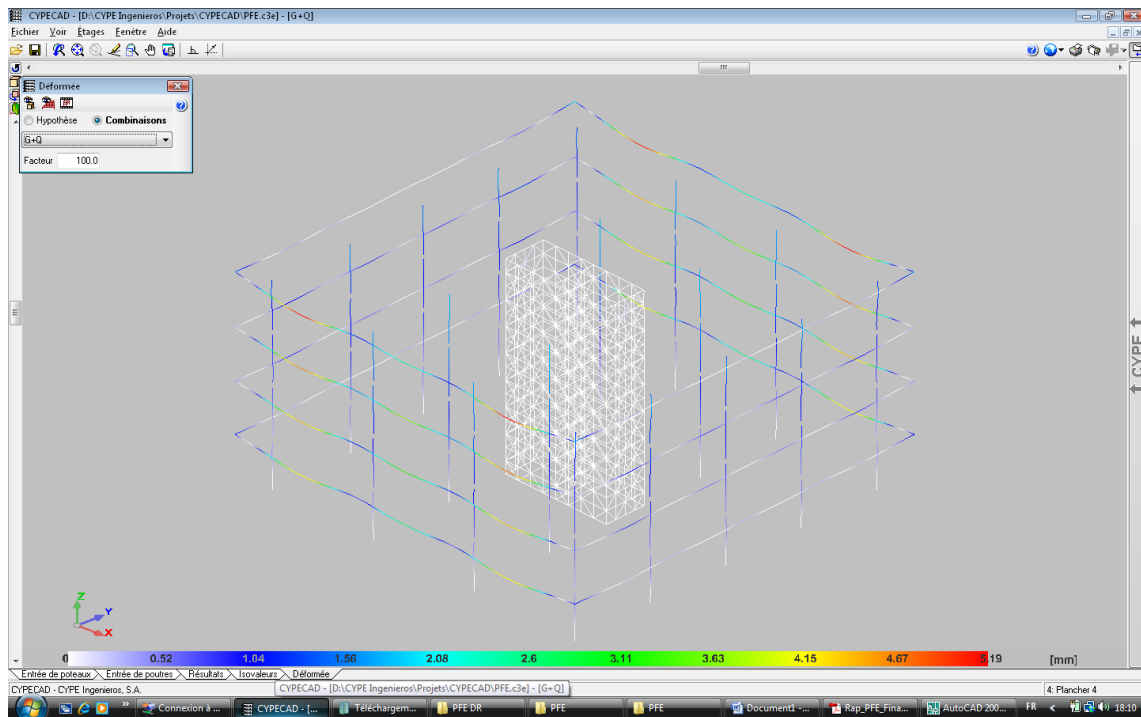 CYPECAD - [D:\CYPE Ingenieros\Projets\CYPECAD\PFE.c3e] - [G+Q]
Fichier Voir Étages Fenêtre Aide
Déformée
Hypothèse Combinaisons
G+Q
Facteur 100.0
CYPE
Z
Y
X
0 0.52 1.04 1.56 2.08 2.6 3.11 3.63 4.15 4.67 5.19 [mm]
Entrée de poteaux Entrée de poutres Résultats Isovaleurs Déformée
CYPECAD - CYPE Ingenieros, S.A.
CYPECAD - [D:\CYPE Ingenieros\Projets\CYPECAD\PFE.c3e] - [G+Q]
4: Plancher 4
Connexion à ... CYPECAD - [... Téléchargem... PFE DR PFE PFE Document1 -... Rap_PFE_Fina... AutoCAD 200... FR 18:10